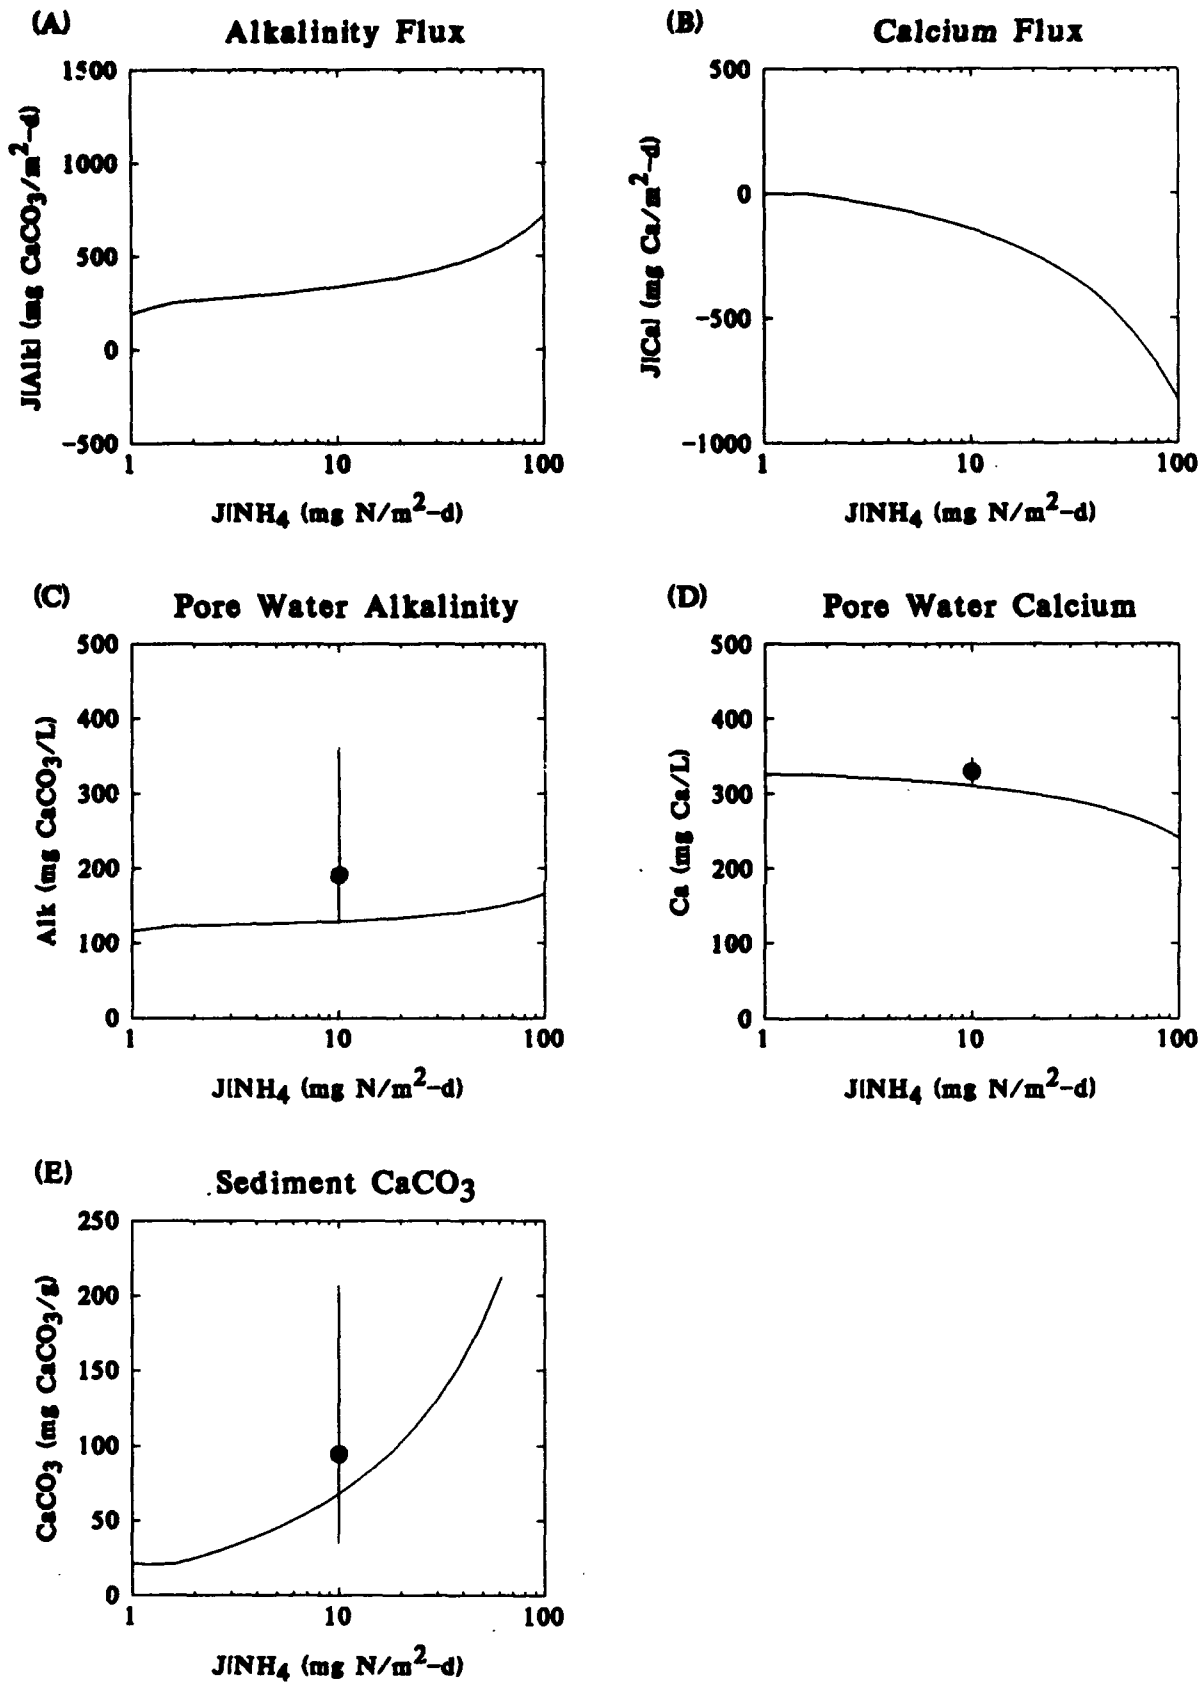 (A) Alkalinity Flux
1500
1000
500
0
-500
J[Alk] (mg CaCO3/m2-d)
1 10 100
J[NH4 (mg N/m2-d)
(B) Calcium Flux
500
0
-500
-1000
J[Ca] (mg Ca/m2-d)
1 10 100
J[NH4 (mg N/m2-d)
(C) Pore Water Alkalinity
500
400
300
200
100
0
Alk (mg CaCO3/L)
1 10 100
J[NH4 (mg N/m2-d)
(D) Pore Water Calcium
500
400
300
200
100
0
Ca (mg Ca/L)
1 10 100
J[NH4 (mg N/m2-d)
(E) Sediment CaCO3
250
200
150
100
50
0
CaCO3 (mg CaCO3/g)
1 10 100
J[NH4 (mg N/m2-d)